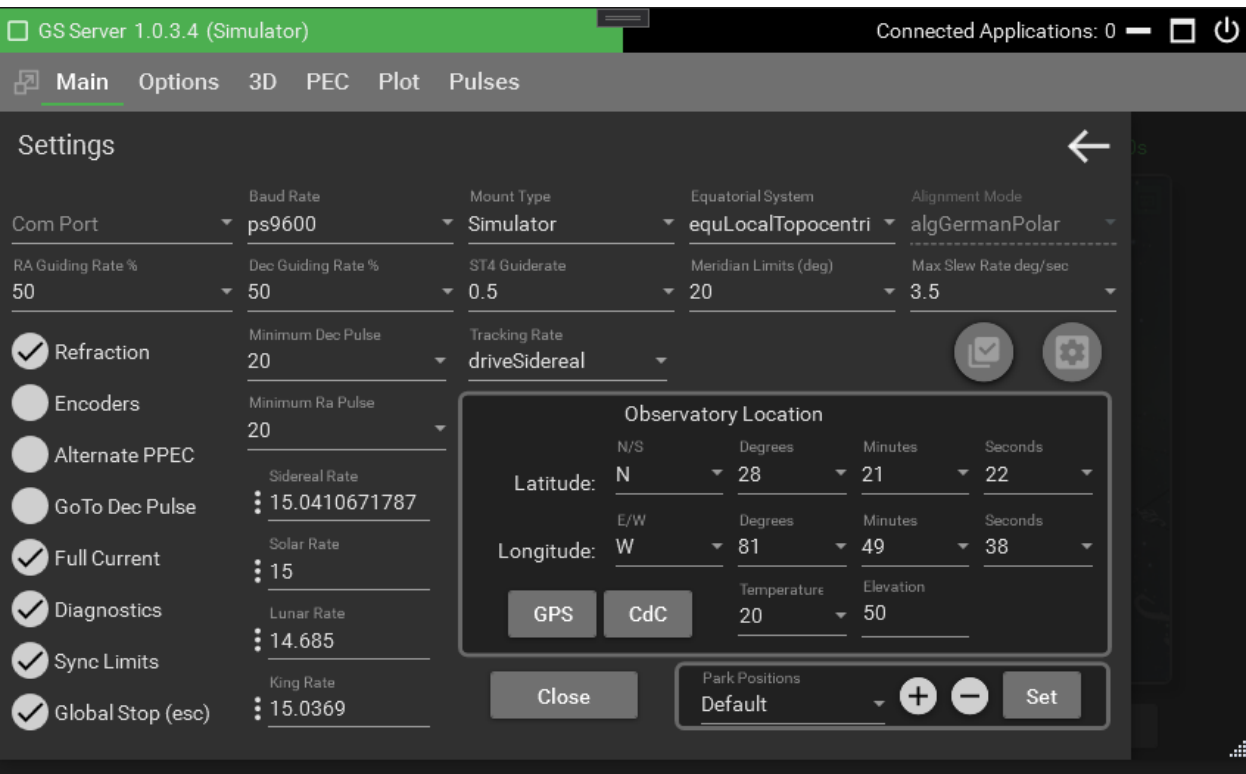 GS Server 1.0.3.4 (Simulator) Connected Applications: 0
Main Options 3D PEC Plot Pulses
Settings
0s
Baud Rate Mount Type Equatorial System Alignment Mode
Com Port ps9600 Simulator equLocalTopocentri algGermanPolar
RA Guiding Rate % Dec Guiding Rate % ST4 Guiderate Meridian Limits (deg) Max Slew Rate deg/sec
50 50 0.5 20 3.5
Refraction
Encoders
Alternate PPEC
GoTo Dec Pulse
Full Current
Diagnostics
Sync Limits
Global Stop (esc)
Minimum Dec Pulse
20
Minimum Ra Pulse
20
Sidereal Rate
15.0410671787
Solar Rate
15
Lunar Rate
14.685
King Rate
15.0369
Tracking Rate
driveSidereal
Observatory Location
N/S Degrees Minutes Seconds
Latitude: N 28 21 22
E/W Degrees Minutes Seconds
Longitude: W 81 49 38
Temperature Elevation
GPS CdC 20 50
Close
Park Positions
Default
Set